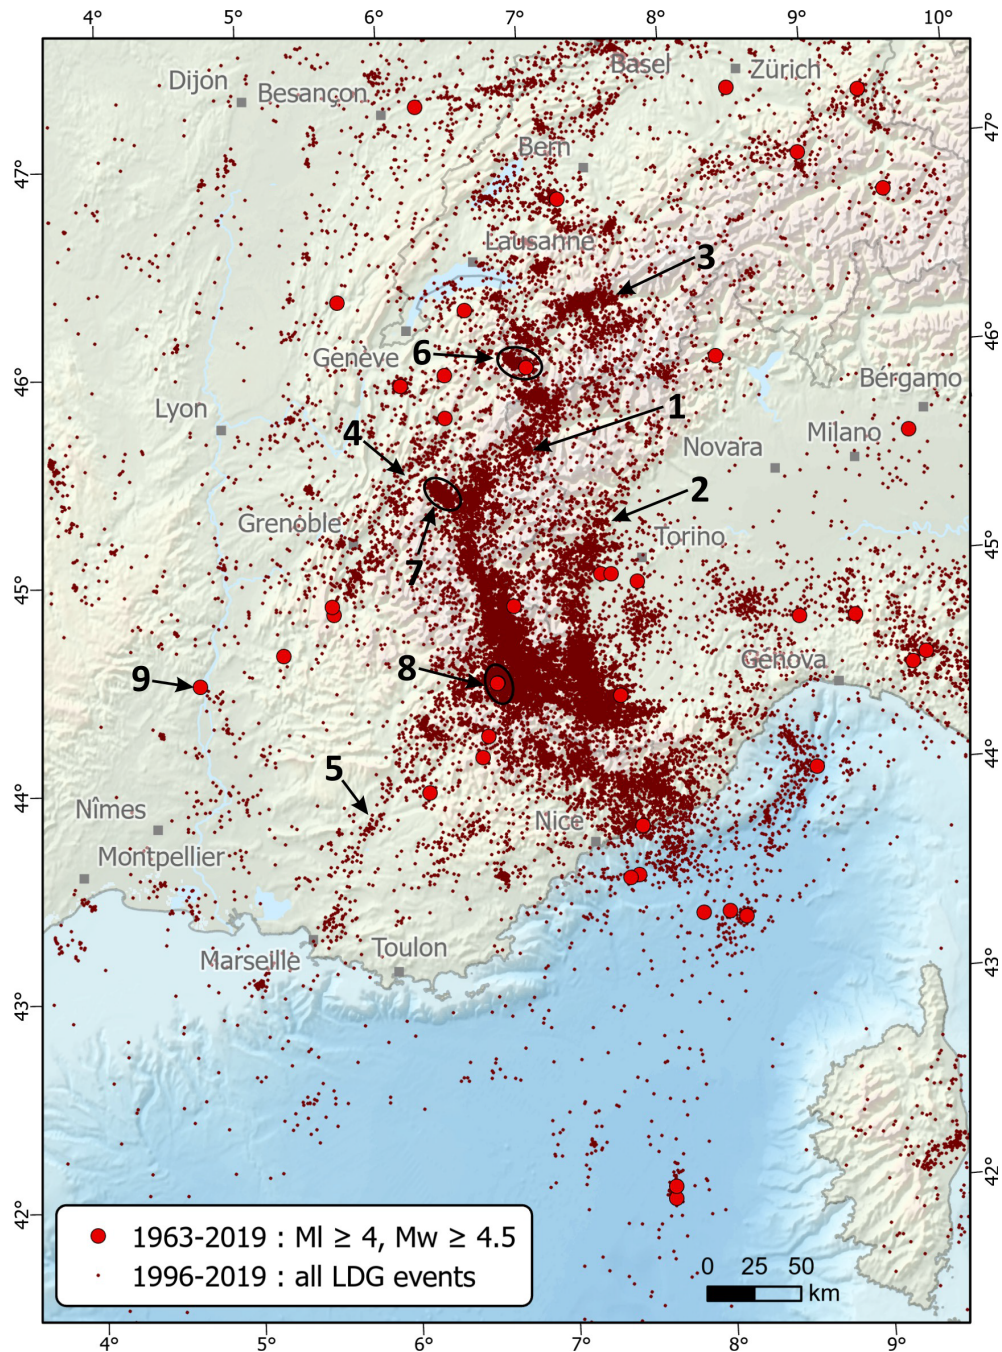 4° 5° 6° 7° 8° 9° 10°
Basel
Zürich
Dijon
Besançon
47°
47°
Bern
Lausanne
3
46°
Genève
6
46°
Bergamo
Lyon
1
4
Milano
Novara
2
Grenoble
Torino
45°
7
45°
8
Genova
9
44°
5
44°
Nîmes
Nice
Montpellier
Toulon
Marseille
43°
43°
42°
42°
1963-2019 : Ml ≥ 4, Mw ≥ 4.5
1996-2019 : all LDG events
0 25 50
km
4° 5° 6° 7° 8° 9°